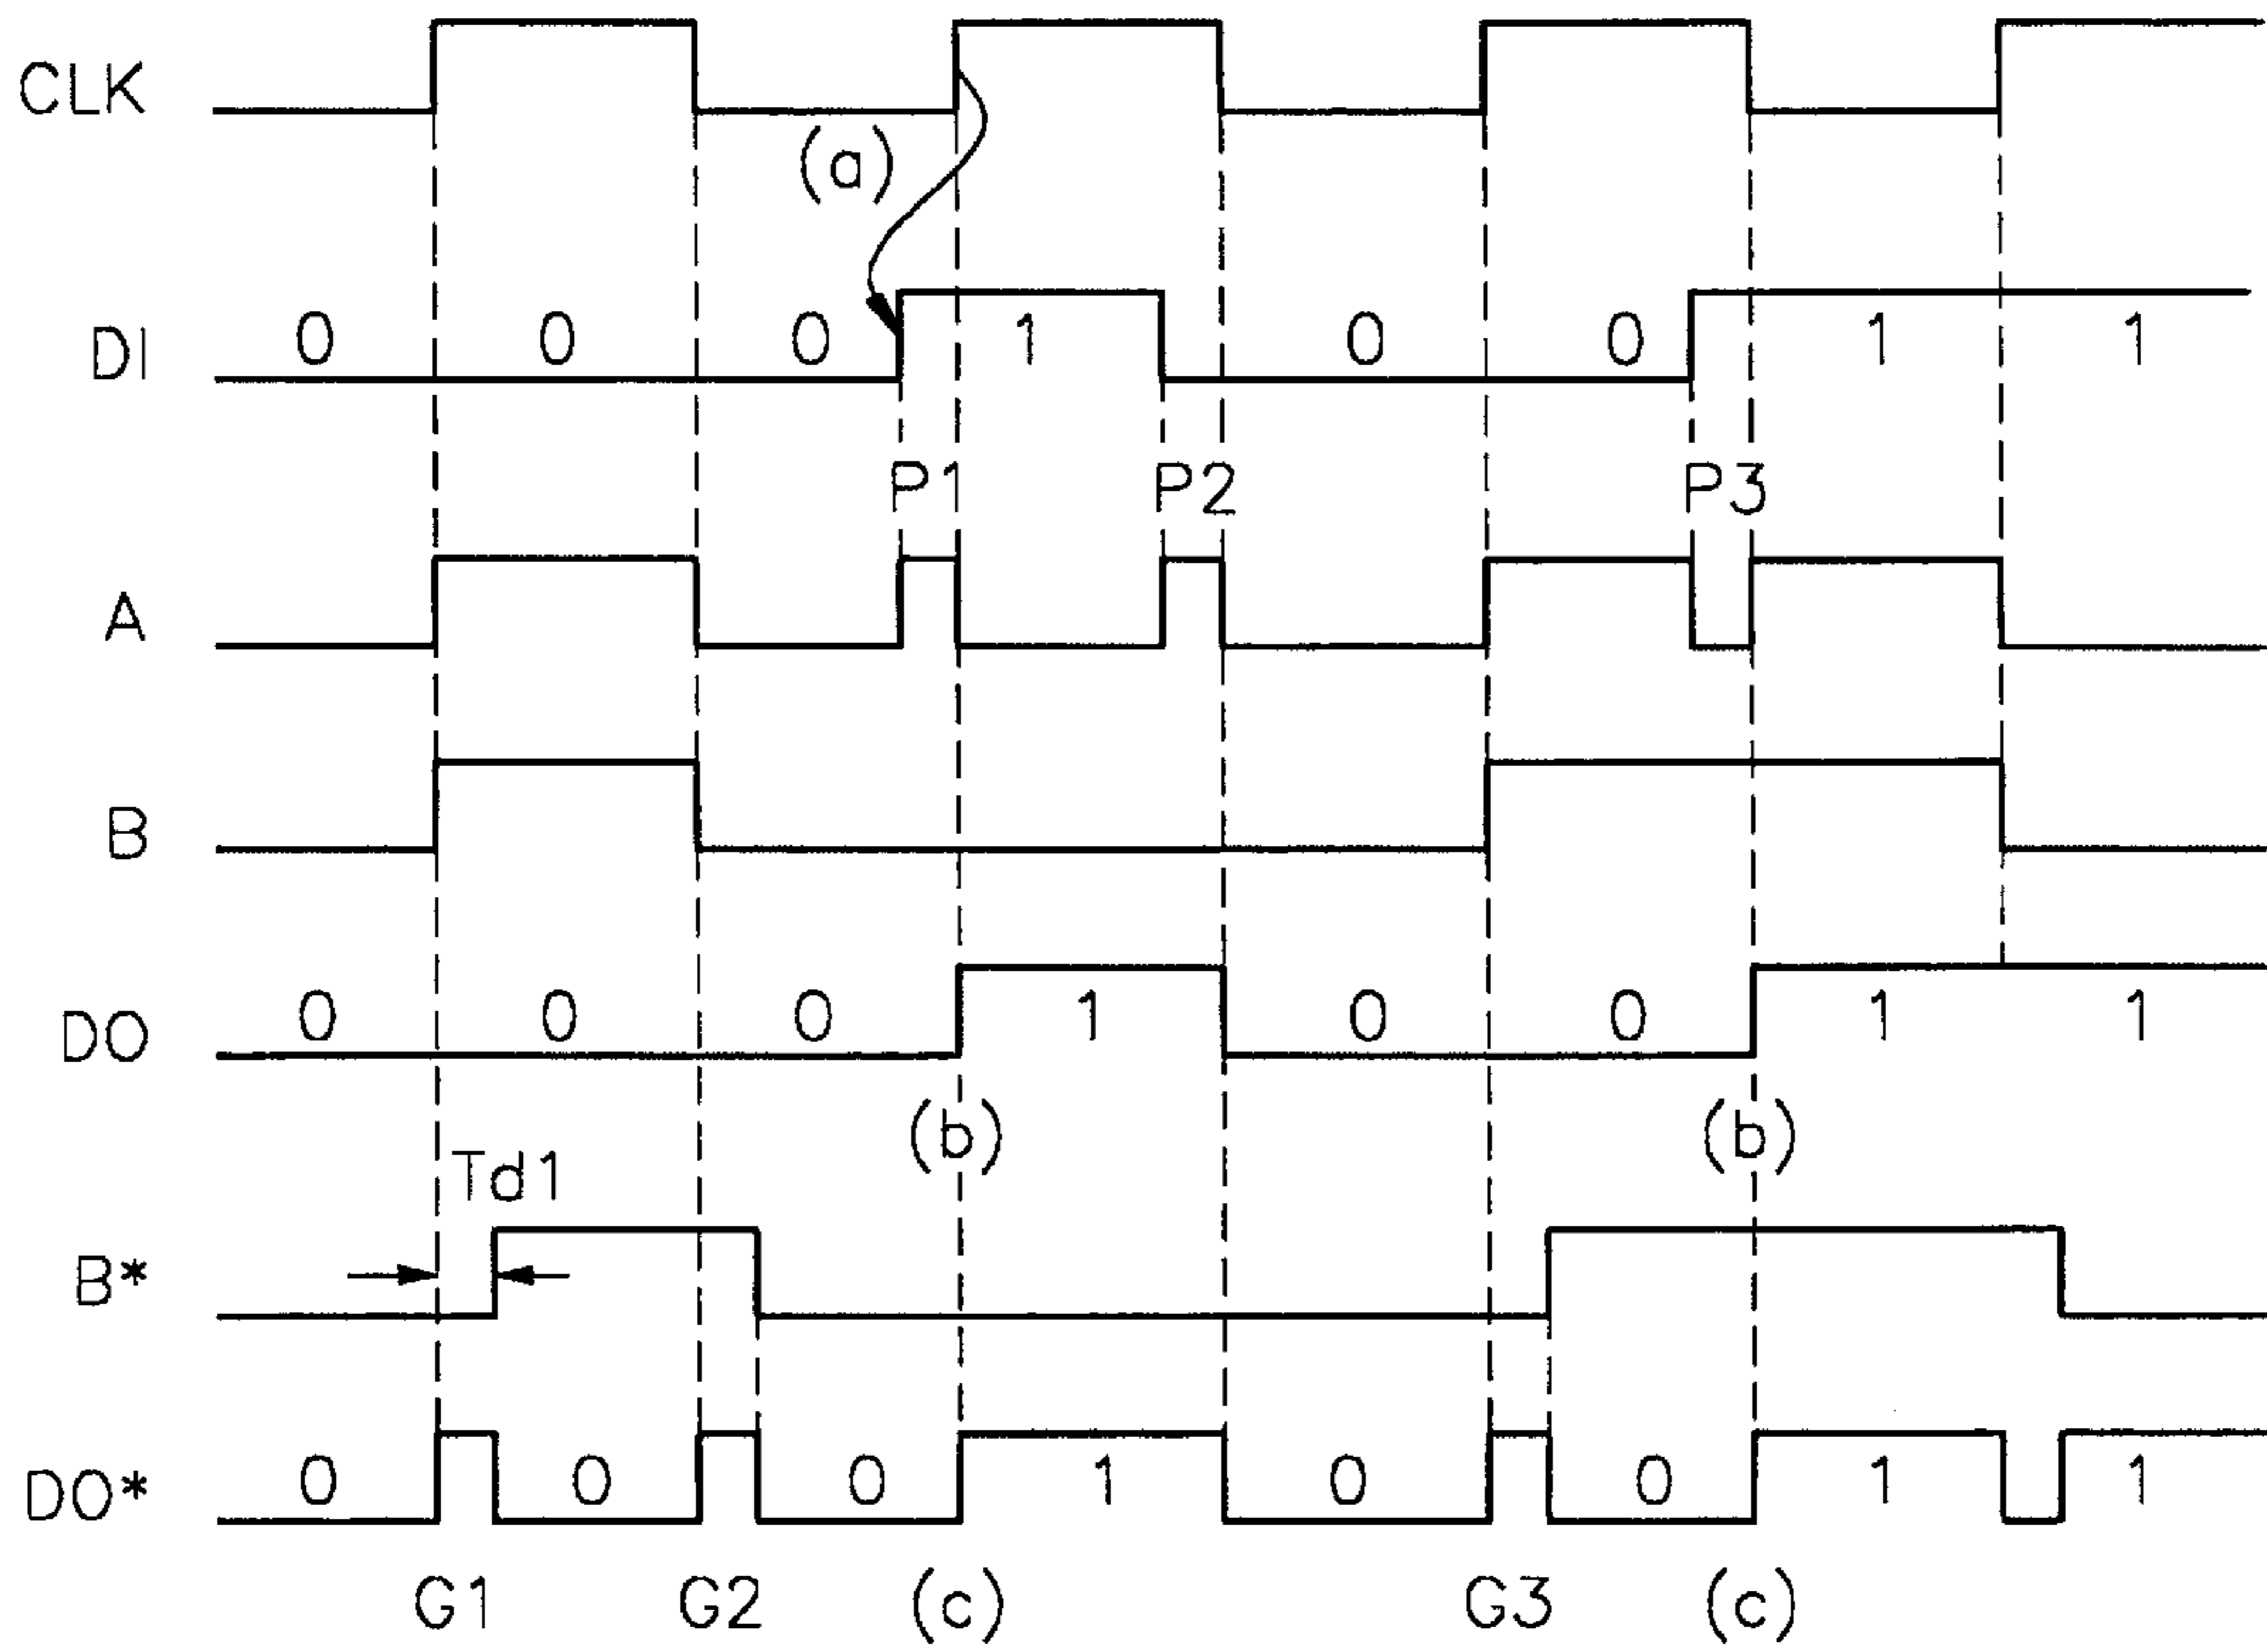 CLK
(a)
DI 0 0 0 1 0 0 1 1
P1 P2 P3
A
B
DO 0 0 0 1 0 0 1 1
(b) (b)
Td1
B*
DO* 0 0 0 1 0 0 1 1
G1 G2 (c) G3 (c)